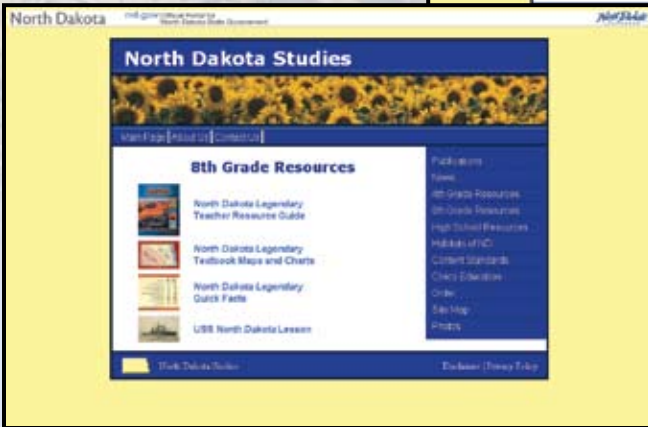 North Dakota nd.gov Official Portal for
North Dakota State Government
North Dakota Studies
Main Page About Us Contact Us
8th Grade Resources
North Dakota Legendary
Teacher Resource Guide
North Dakota Legendary
Textbook Maps and Charts
North Dakota Legendary
Quick Facts
USS North Dakota Lesson
Publications
News
4th Grade Resources
8th Grade Resources
High School Resources
Habitats of ND
Content Standards
Civics Education
Order
Site Map
Photos
North Dakota Studies
Disclaimer | Privacy Policy